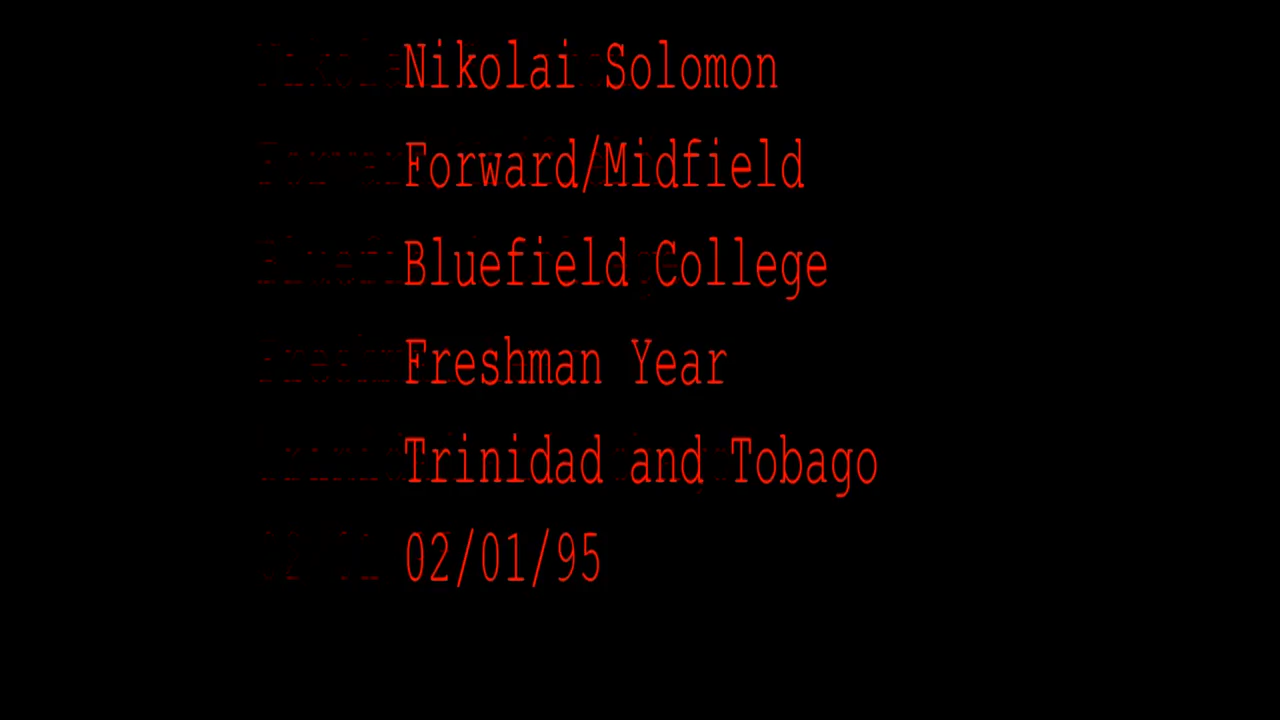 Nikolai Solomon
Forward/Midfield
Bluefield College
Freshman Year
Trinidad and Tobago
02/01/95